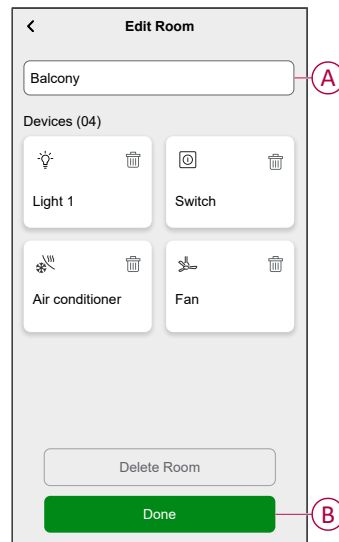 Edit Room
Balcony
A
Devices (04)
Light 1
Switch
Air conditioner
Fan
Delete Room
Done
B